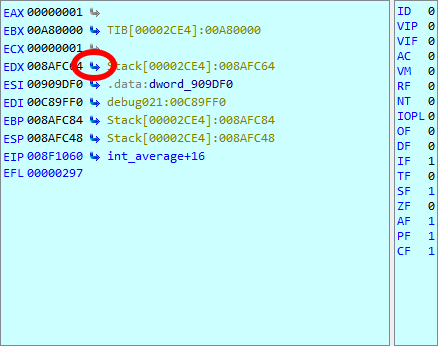 EAX 00000001
EBX 00A80000 TIB[00002CE4]:00A80000
ECX 00000001
EDX 008AFC64 Stack[00002CE4]:008AFC64
ESI 00909DF0 .data:dword_909DF0
EDI 00C89FF0 debug021:00C89FF0
EBP 008AFC84 Stack[00002CE4]:008AFC84
ESP 008AFC48 Stack[00002CE4]:008AFC48
EIP 008F1060 int_average+16
EFL 00000297
ID 0
VIP 0
VIF 0
AC 0
VM 0
RF 0
NT 0
IOPL 0
OF 0
DF 0
IF 1
TF 0
SF 1
ZF 0
AF 1
PF 1
CF 1